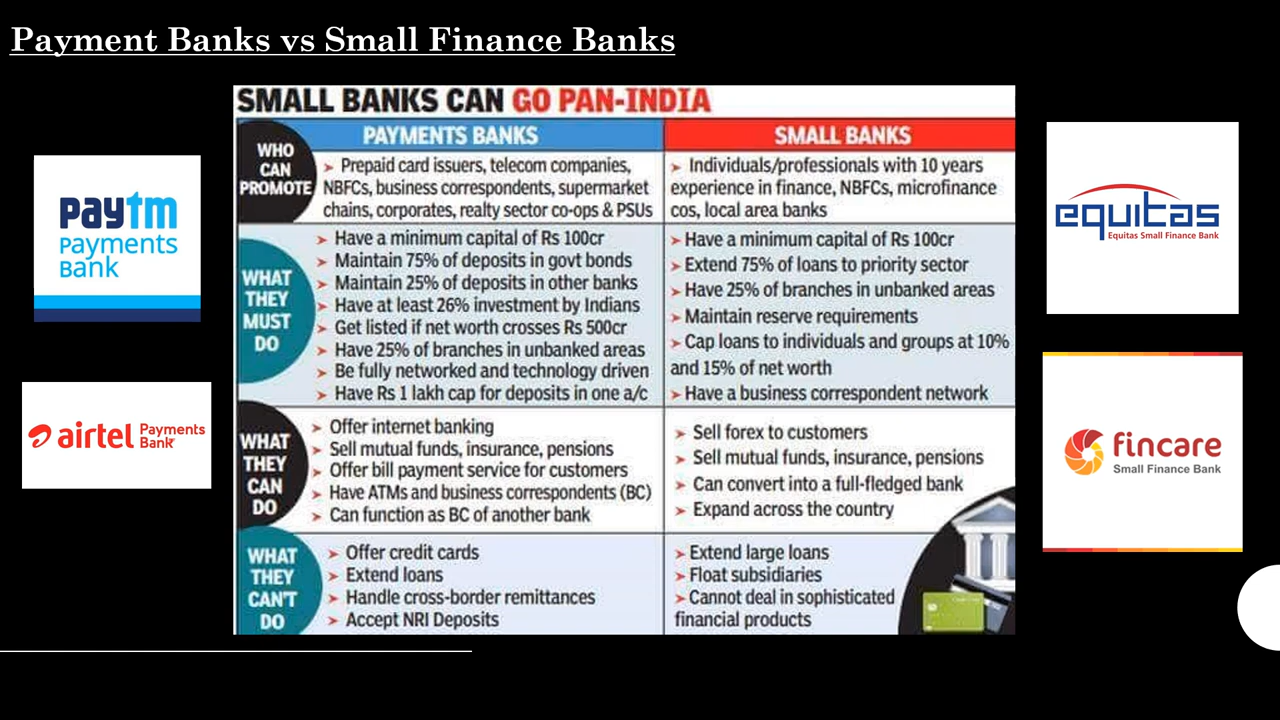 Payment Banks vs Small Finance Banks
SMALL BANKS CAN GO PAN-INDIA
PAYMENTS BANKS
SMALL BANKS
WHO
CAN
PROMOTE
➤ Prepaid card issuers, telecom companies,
NBFCs, business correspondents, supermarket
chains, corporates, realty sector co-ops & PSUs
➤ Individuals/professionals with 10 years
experience in finance, NBFCs, microfinance
cos, local area banks
WHAT
THEY
MUST
DO
➤ Have a minimum capital of Rs 100cr
➤ Maintain 75% of deposits in govt bonds
➤ Maintain 25% of deposits in other banks
➤ Have at least 26% investment by Indians
➤ Get listed if net worth crosses Rs 500cr
➤ Have 25% of branches in unbanked areas
➤ Be fully networked and technology driven
➤ Have Rs 1 lakh cap for deposits in one a/c
➤ Have a minimum capital of Rs 100cr
➤ Extend 75% of loans to priority sector
➤ Have 25% of branches in unbanked areas
➤ Maintain reserve requirements
➤ Cap loans to individuals and groups at 10%
and 15% of net worth
➤ Have a business correspondent network
WHAT
THEY
CAN
DO
➤ Offer internet banking
➤ Sell mutual funds, insurance, pensions
➤ Offer bill payment service for customers
➤ Have ATMs and business correspondents (BC)
➤ Can function as BC of another bank
➤ Sell forex to customers
➤ Sell mutual funds, insurance, pensions
➤ Can convert into a full-fledged bank
➤ Expand across the country
WHAT
THEY
CAN'T
DO
➤ Offer credit cards
➤ Extend loans
➤ Handle cross-border remittances
➤ Accept NRI Deposits
➤ Extend large loans
➤ Float subsidiaries
➤ Cannot deal in sophisticated
financial products
paytm
payments
Bank
airtel Payments
Bank
equitas
Equitas Small Finance Bank
fincare
Small Finance Bank